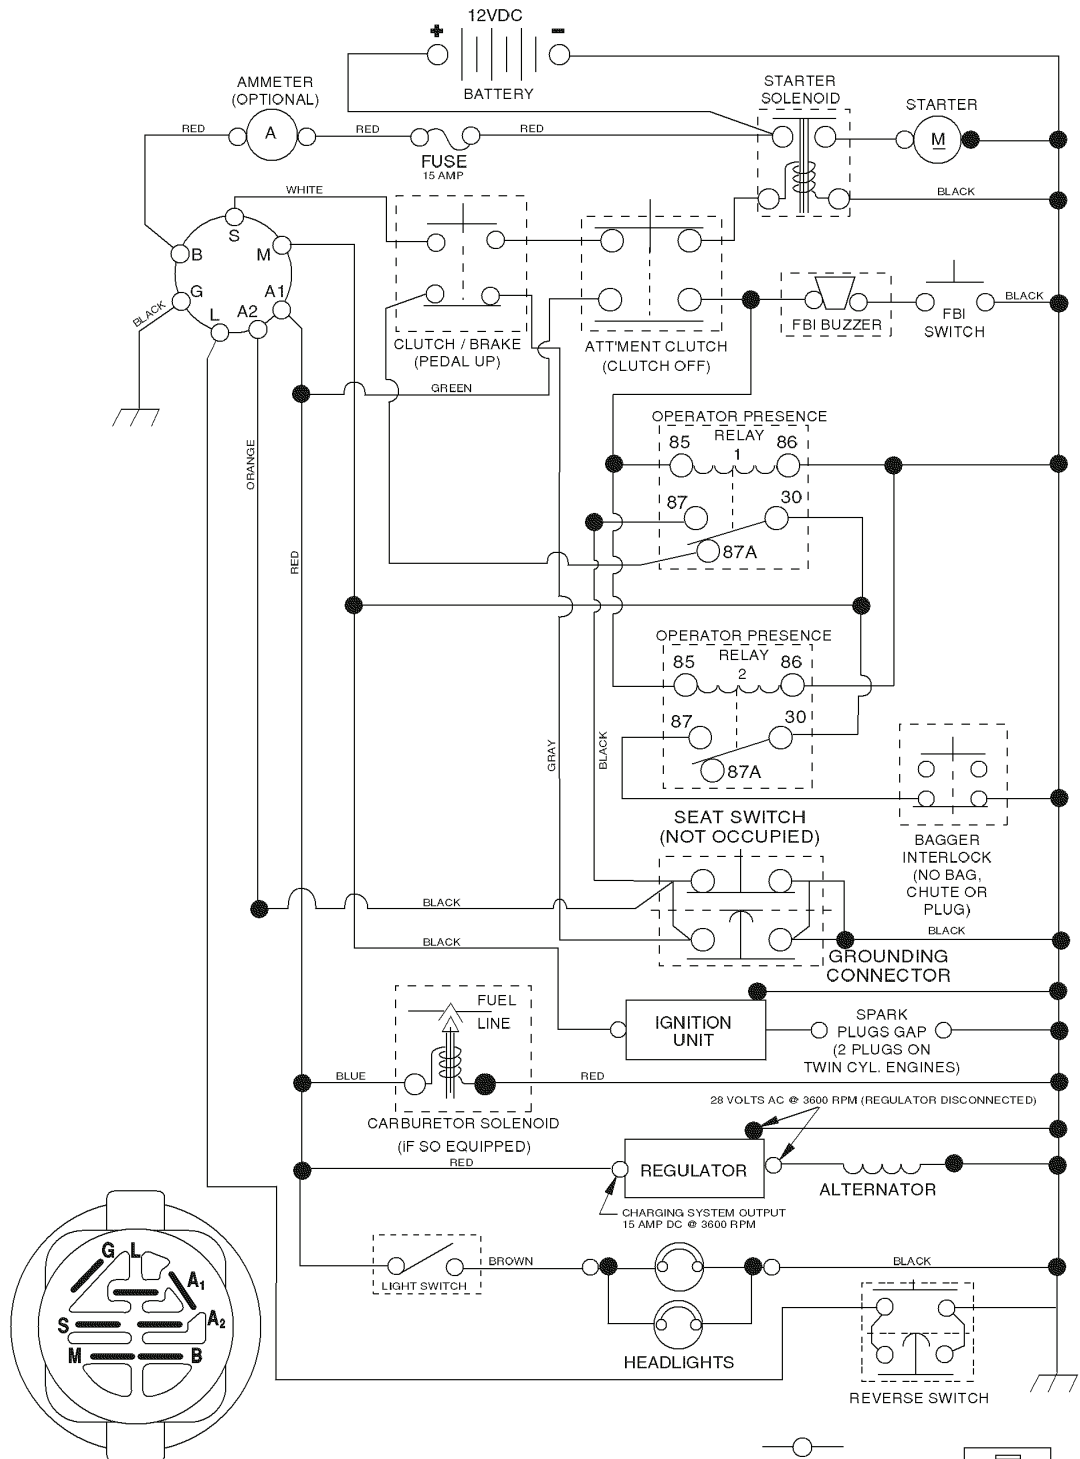 12VDC
+
–
BATTERY
AMMETER
(OPTIONAL)
STARTER
SOLENOID
STARTER
RED
A
RED
FUSE
15 AMP
RED
M
WHITE
BLACK
S
B
M
G
A1
L
A2
BLACK
CLUTCH / BRAKE
(PEDAL UP)
ATT'MENT CLUTCH
(CLUTCH OFF)
FBI BUZZER
FBI
SWITCH
BLACK
GREEN
ORANGE
RED
OPERATOR PRESENCE
RELAY
1
85
86
87
30
87A
OPERATOR PRESENCE
RELAY
2
85
86
87
30
87A
GRAY
BLACK
SEAT SWITCH
(NOT OCCUPIED)
BAGGER
INTERLOCK
(NO BAG,
CHUTE OR
PLUG)
BLACK
BLACK
BLACK
GROUNDING
CONNECTOR
FUEL
LINE
IGNITION
UNIT
SPARK
PLUGS GAP
(2 PLUGS ON
TWIN CYL. ENGINES)
BLUE
RED
CARBURETOR SOLENOID
(IF SO EQUIPPED)
28 VOLTS AC @ 3600 RPM (REGULATOR DISCONNECTED)
RED
REGULATOR
ALTERNATOR
CHARGING SYSTEM OUTPUT
15 AMP DC @ 3600 RPM
LIGHT SWITCH
BROWN
BLACK
HEADLIGHTS
REVERSE SWITCH
G
L
A1
A2
S
M
B